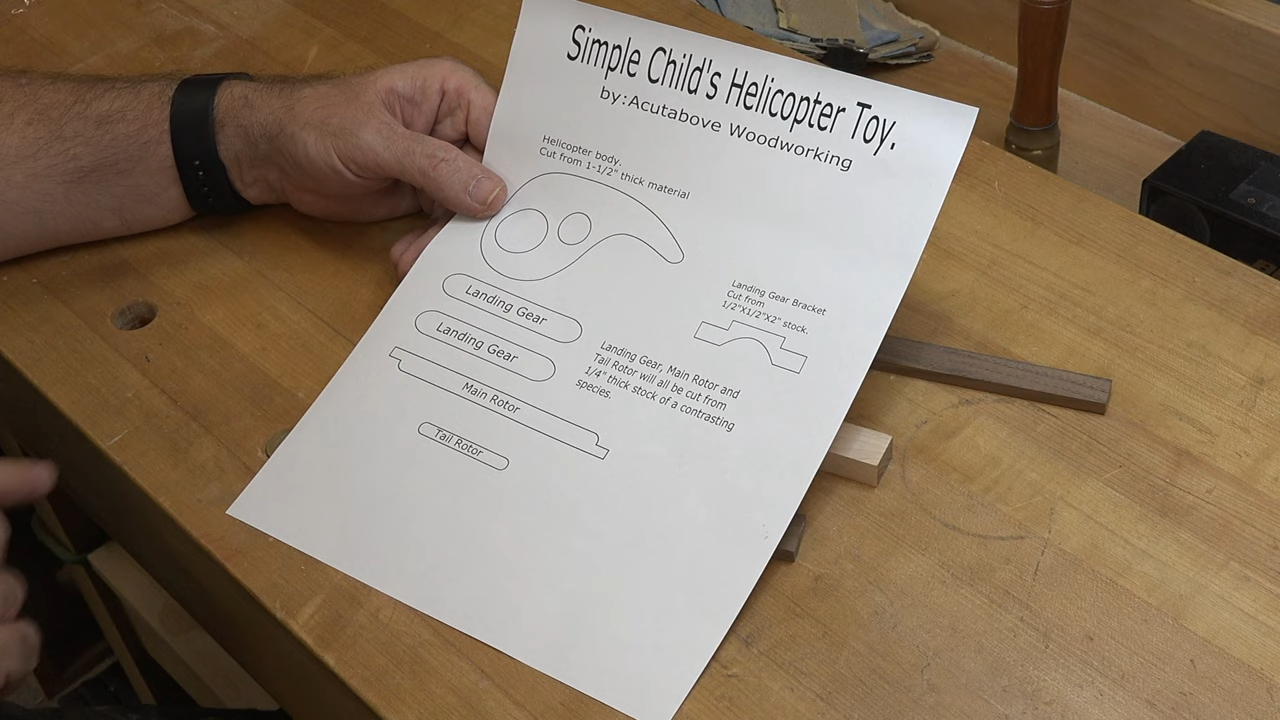 Simple Child's Helicopter Toy.
by:Acutabove Woodworking
Helicopter body.
Cut from 1-1/2" thick material
Landing Gear
Landing Gear
Main Rotor
Tail Rotor
Landing Gear Bracket
Cut from
1/2"X1/2"X2" stock.
Landing Gear, Main Rotor and
Tail Rotor will all be cut from
1/4" thick stock of a contrasting
species.